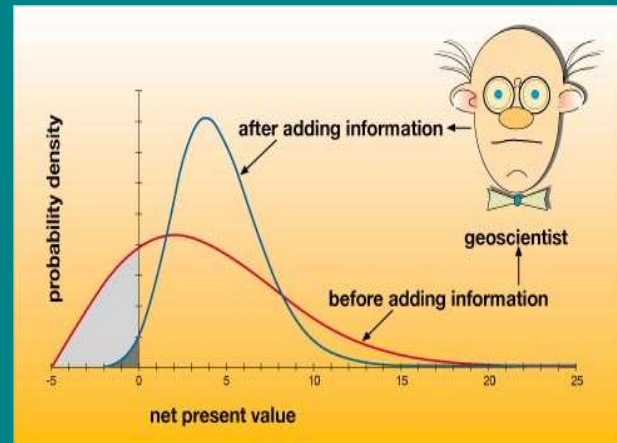 after adding information
probability density
geoscientist
before adding information
-5 0 5 10 15 20 25
net present value